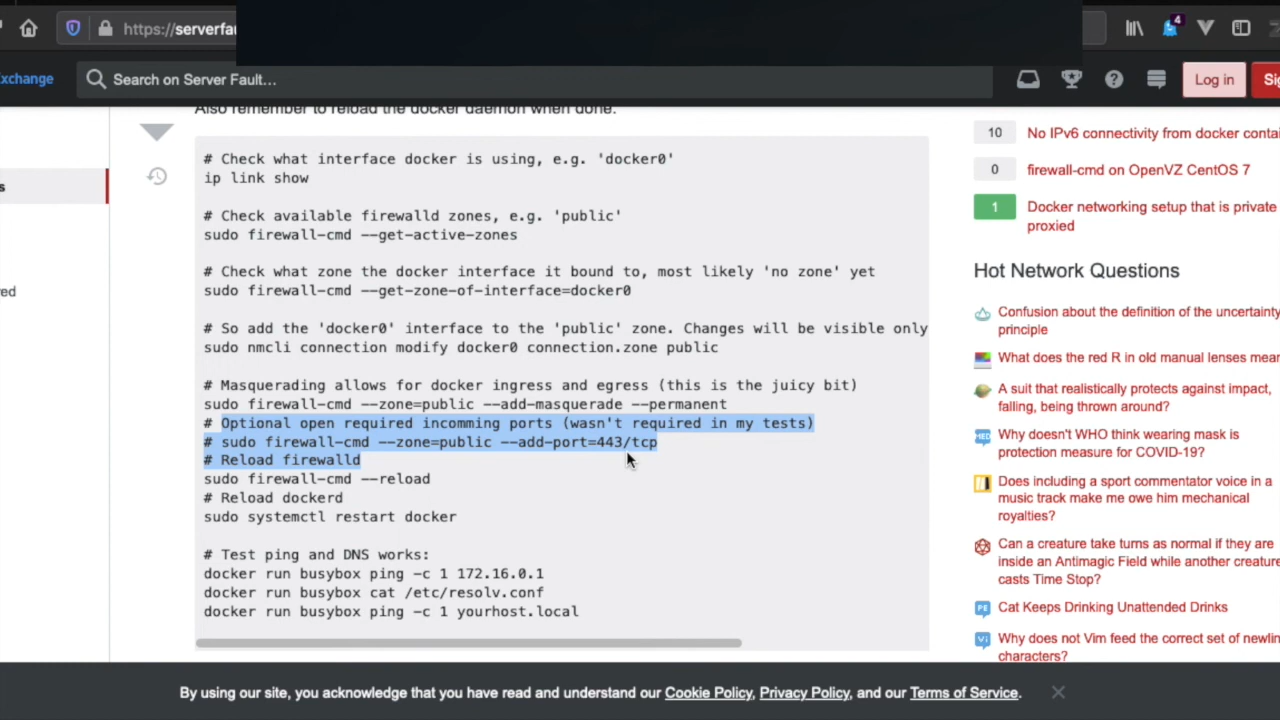 https://serverfa
xchange
Search on Server Fault...
4
Log in
Si
Also remember to reload the docker daemon when done.
# Check what interface docker is using, e.g. 'docker0'
ip link show
# Check available firewalld zones, e.g. 'public'
sudo firewall-cmd --get-active-zones
# Check what zone the docker interface it bound to, most likely 'no zone' yet
sudo firewall-cmd --get-zone-of-interface=docker0
# So add the 'docker0' interface to the 'public' zone. Changes will be visible only
sudo nmcli connection modify docker0 connection.zone public
# Masquerading allows for docker ingress and egress (this is the juicy bit)
sudo firewall-cmd --zone=public --add-masquerade --permanent
# Optional open required incomming ports (wasn't required in my tests)
# sudo firewall-cmd --zone=public --add-port=443/tcp
# Reload firewalld
sudo firewall-cmd --reload
# Reload dockerd
sudo systemctl restart docker
# Test ping and DNS works:
docker run busybox ping -c 1 172.16.0.1
docker run busybox cat /etc/resolv.conf
docker run busybox ping -c 1 yourhost.local
s
red
10 No IPv6 connectivity from docker contai
0 firewall-cmd on OpenVZ CentOS 7
1 Docker networking setup that is private
proxied
Hot Network Questions
Confusion about the definition of the uncertainty
principle
What does the red R in old manual lenses mean
A suit that realistically protects against impact,
falling, being thrown around?
Why doesn't WHO think wearing mask is
protection measure for COVID-19?
Does including a sport commentator voice in a
music track make me owe him mechanical
royalties?
Can a creature take turns as normal if they are
inside an Antimagic Field while another creature
casts Time Stop?
Cat Keeps Drinking Unattended Drinks
Why does not Vim feed the correct set of newlin
characters?
By using our site, you acknowledge that you have read and understand our Cookie Policy, Privacy Policy, and our Terms of Service.